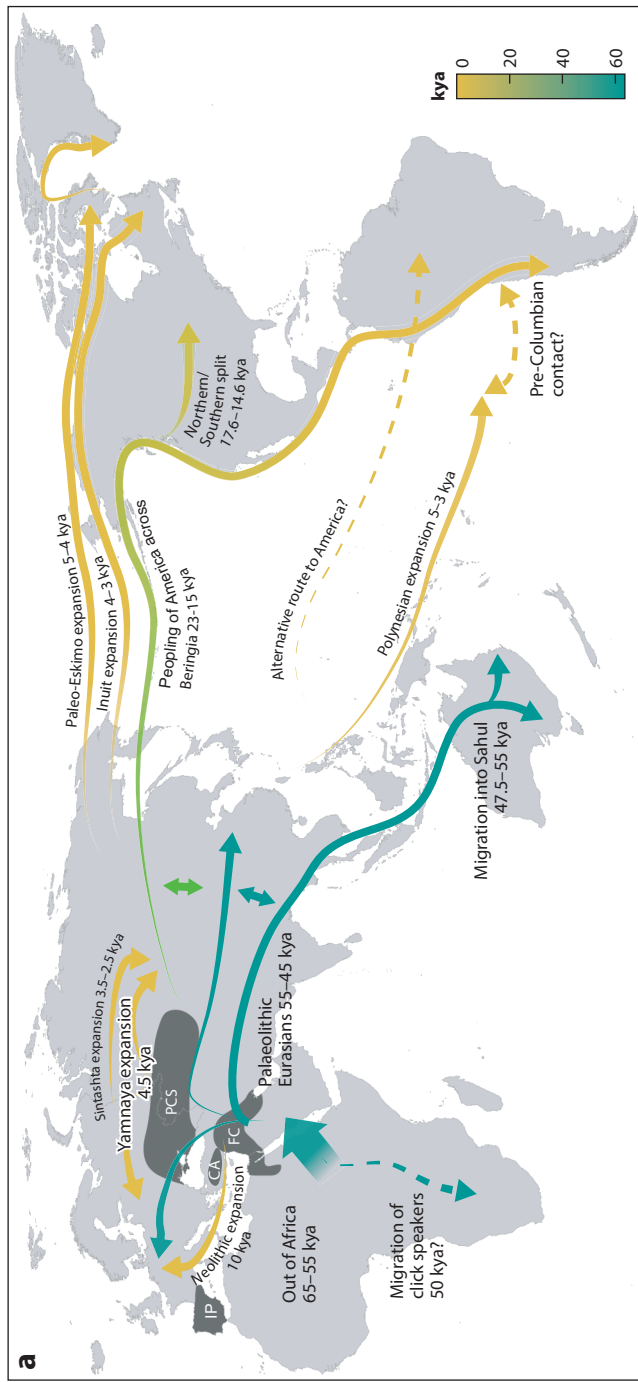 a
Paleo-Eskimo expansion 5–4 kya
Inuit expansion 4–3 kya
Peopling of America across
Beringia 23-15 kya
Northern/
Southern split
17.6–14.6 kya
Sintashta expansion 3.5–2.5 kya
Yamnaya expansion
4.5 kya
PCS
CA
FC
IP
Neolithic expansion
10 kya
Palaeolithic
Eurasians 55–45 kya
Out of Africa
65–55 kya
Migration of
click speakers
50 kya?
Migration into Sahul
47.5–55 kya
Alternative route to America?
Polynesian expansion 5–3 kya
Pre-Columbian
contact?
kya
0
20
40
60